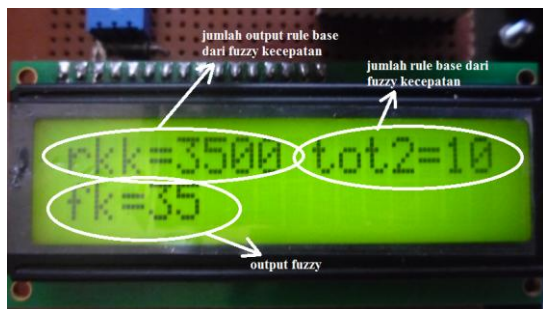 jumlah output rule base
dari fuzzy kecepatan
jumlah rule base dari
fuzzy kecepatan
rkk=3500 tot2=10
fk=35
output fuzzy